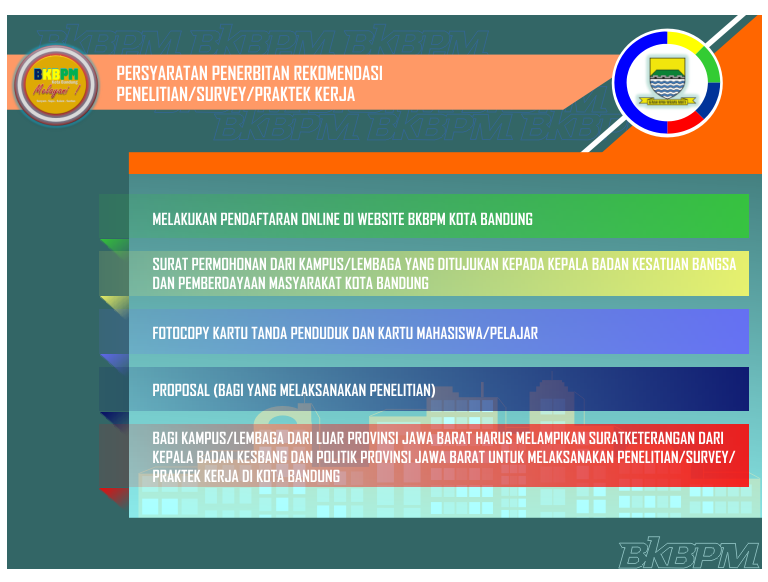 PERSYARATAN PENERBITAN REKOMENDASI
PENELITIAN/SURVEY/PRAKTEK KERJA
BKBPM
Melayani !
MELAKUKAN PENDAFTARAN ONLINE DI WEBSITE BKBPM KOTA BANDUNG
SURAT PERMOHONAN DARI KAMPUS/LEMBAGA YANG DITUJUKAN KEPADA KEPALA BADAN KESATUAN BANGSA
DAN PEMBERDAYAAN MASYARAKAT KOTA BANDUNG
FOTOCOPY KARTU TANDA PENDUDUK DAN KARTU MAHASISWA/PELAJAR
PROPOSAL (BAGI YANG MELAKSANAKAN PENELITIAN)
BAGI KAMPUS/LEMBAGA DARI LUAR PROVINSI JAWA BARAT HARUS MELAMPIKAN SURATKETERANGAN DARI
KEPALA BADAN KESBANG DAN POLITIK PROVINSI JAWA BARAT UNTUK MELAKSANAKAN PENELITIAN/SURVEY/
PRAKTEK KERJA DI KOTA BANDUNG
BKBPM